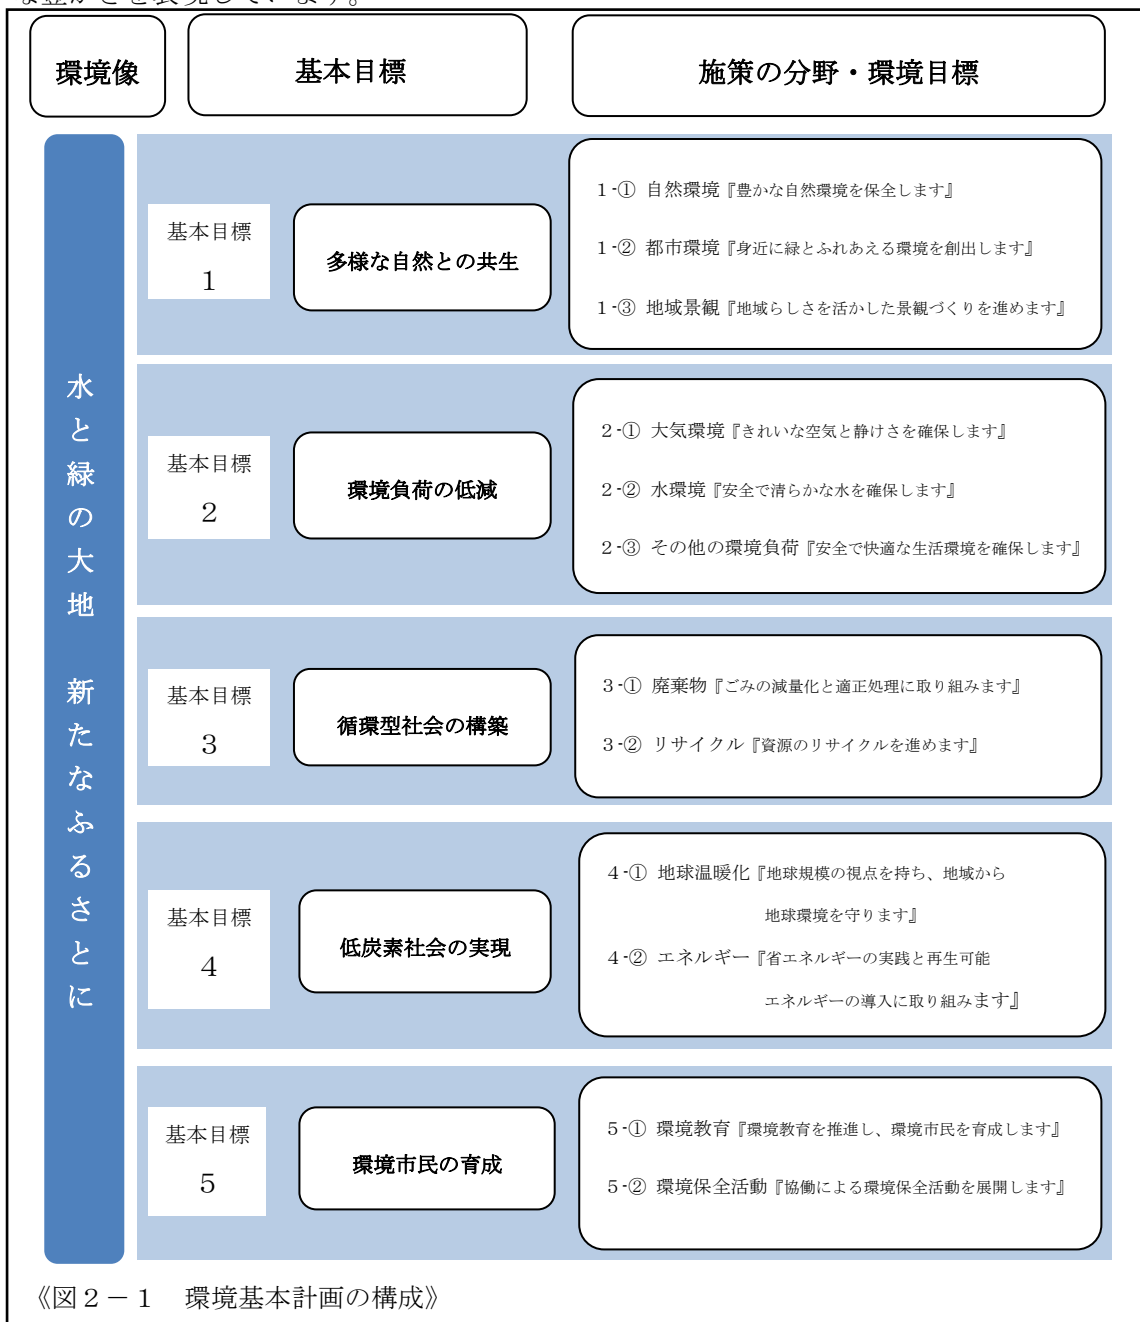 な豊かさを表現しています。
環境像
基本目標
施策の分野・環境目標
水と緑の大地　新たなふるさとに
基本目標
１
多様な自然との共生
１-① 自然環境『豊かな自然環境を保全します』
１-② 都市環境『身近に緑とふれあえる環境を創出します』
１-③ 地域景観『地域らしさを活かした景観づくりを進めます』
基本目標
２
環境負荷の低減
２-① 大気環境『きれいな空気と静けさを確保します』
２-② 水環境『安全で清らかな水を確保します』
２-③ その他の環境負荷『安全で快適な生活環境を確保します』
基本目標
３
循環型社会の構築
３-① 廃棄物『ごみの減量化と適正処理に取り組みます』
３-② リサイクル『資源のリサイクルを進めます』
基本目標
４
低炭素社会の実現
４-① 地球温暖化『地球規模の視点を持ち、地域から
地球環境を守ります』
４-② エネルギー『省エネルギーの実践と再生可能
エネルギーの導入に取り組みます』
基本目標
５
環境市民の育成
５-① 環境教育『環境教育を推進し、環境市民を育成します』
５-② 環境保全活動『協働による環境保全活動を展開します』
《図２－１　環境基本計画の構成》